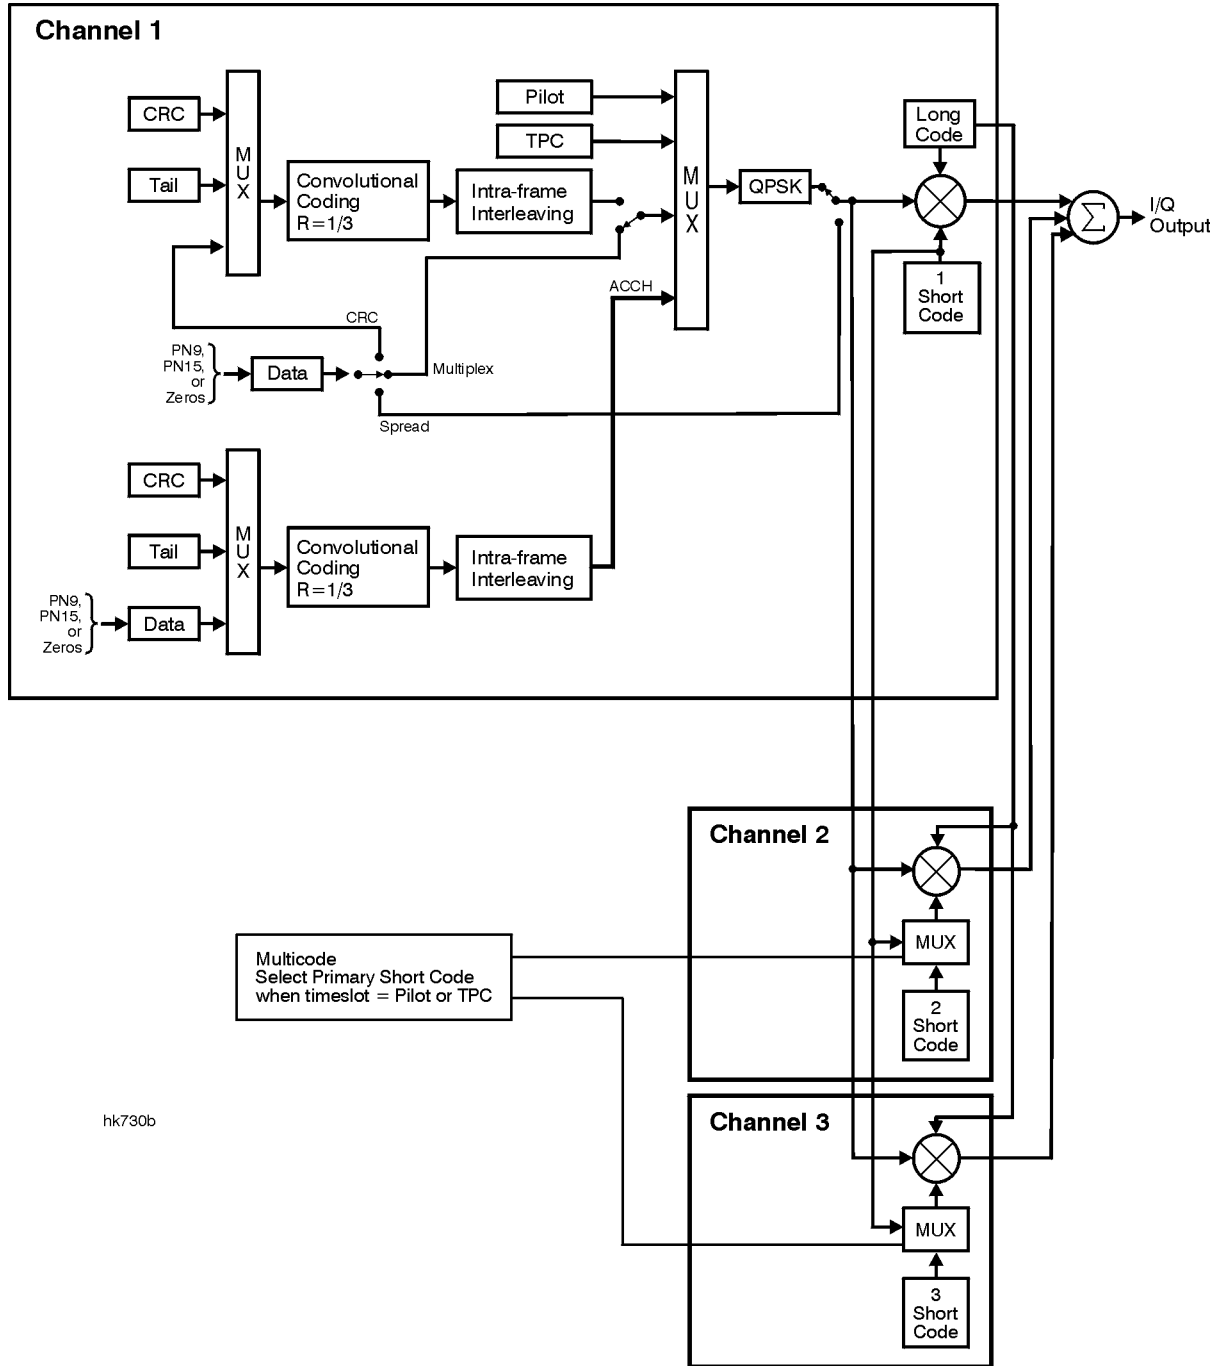 Channel 1
CRC
Tail
M
U
X
Convolutional
Coding
R=1/3
Intra-frame
Interleaving
Pilot
TPC
M
U
X
QPSK
Long
Code
Σ
I/Q
Output
1
Short
Code
ACCH
CRC
PN9,
PN15,
or
Zeros
Data
Multiplex
Spread
CRC
Tail
M
U
X
Convolutional
Coding
R=1/3
Intra-frame
Interleaving
PN9,
PN15,
or
Zeros
Data
Channel 2
MUX
2
Short
Code
Multicode
Select Primary Short Code
when timeslot = Pilot or TPC
hk730b
Channel 3
MUX
3
Short
Code